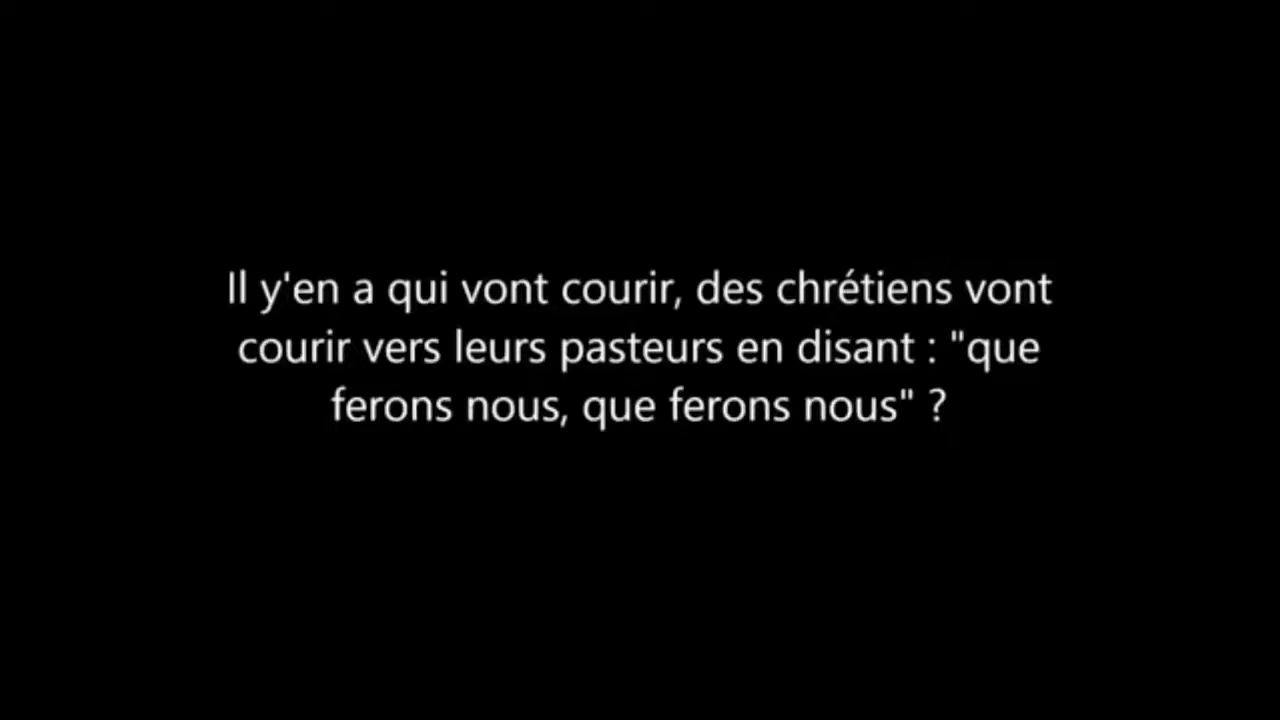 Il y'en a qui vont courir, des chrétiens vont
courir vers leurs pasteurs en disant : "que
ferons nous, que ferons nous" ?